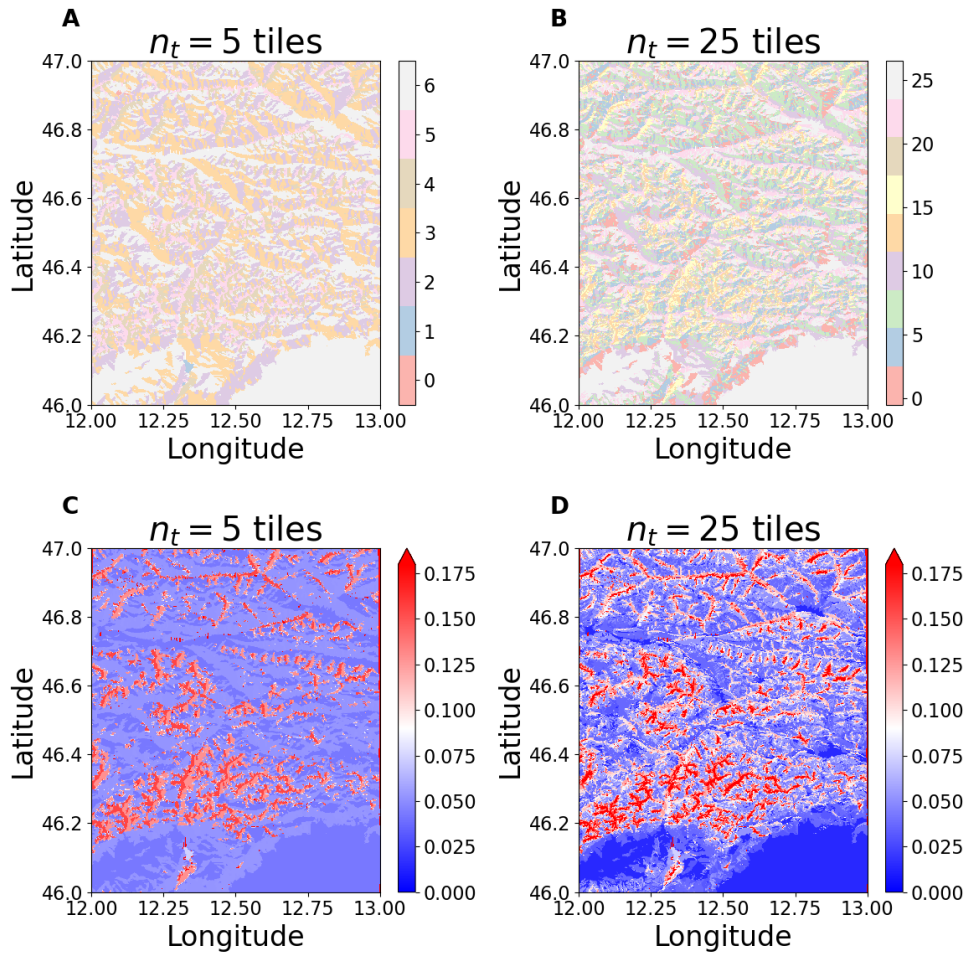 A
n_t = 5 tiles
47.0
46.8
46.6
46.4
46.2
46.0
Latitude
12.00 12.25 12.50 12.75 13.00
Longitude
6
5
4
3
2
1
0
B
n_t = 25 tiles
47.0
46.8
46.6
46.4
46.2
46.0
Latitude
12.00 12.25 12.50 12.75 13.00
Longitude
25
20
15
10
5
0
C
n_t = 5 tiles
47.0
46.8
46.6
46.4
46.2
46.0
Latitude
12.00 12.25 12.50 12.75 13.00
Longitude
0.175
0.150
0.125
0.100
0.075
0.050
0.025
0.000
D
n_t = 25 tiles
47.0
46.8
46.6
46.4
46.2
46.0
Latitude
12.00 12.25 12.50 12.75 13.00
Longitude
0.175
0.150
0.125
0.100
0.075
0.050
0.025
0.000